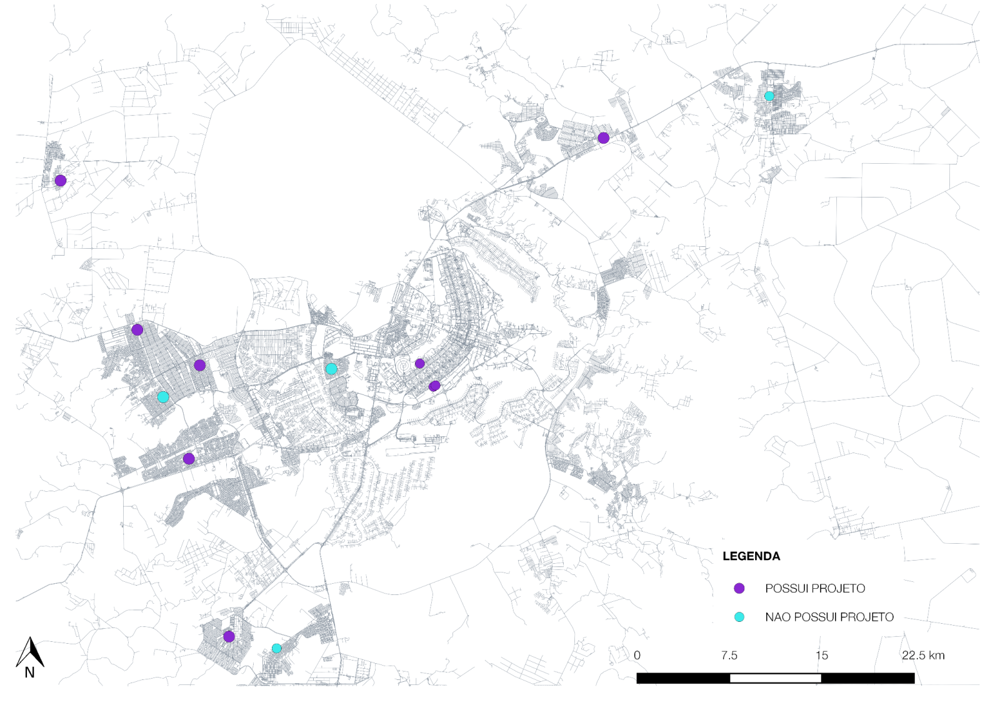 LEGENDA
POSSUI PROJETO
NAO POSSUI PROJETO
0 7.5 15 22.5 km
N